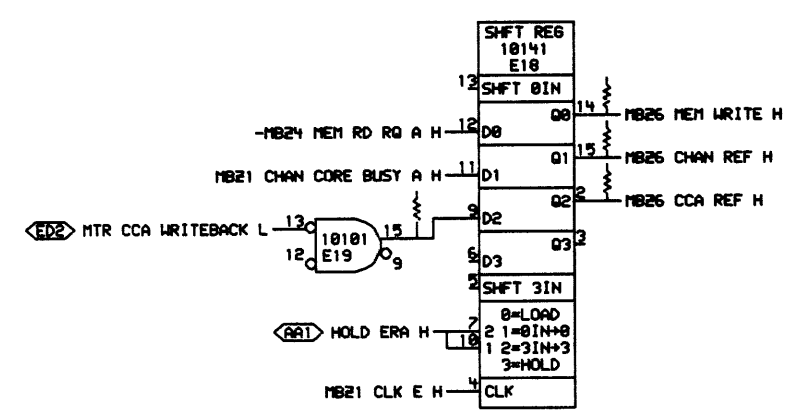 SHFT REG
10141
E18
13 SHFT 0IN
Q0 14 MB26 MEM WRITE H
-MB24 MEM RD RQ A H 12 D0
Q1 15 MB26 CHAN REF H
MB21 CHAN CORE BUSY A H 11 D1
Q2 2 MB26 CCA REF H
ED2 MTR CCA WRITEBACK L 13 15 9 D2
10101
12 E19 9
Q3 3
6 D3
5 SHFT 3IN
0=LOAD
AA1 HOLD ERA H 7 2 1=0IN→0
10 1 2=3IN→3
3=HOLD
MB21 CLK E H 4 CLK